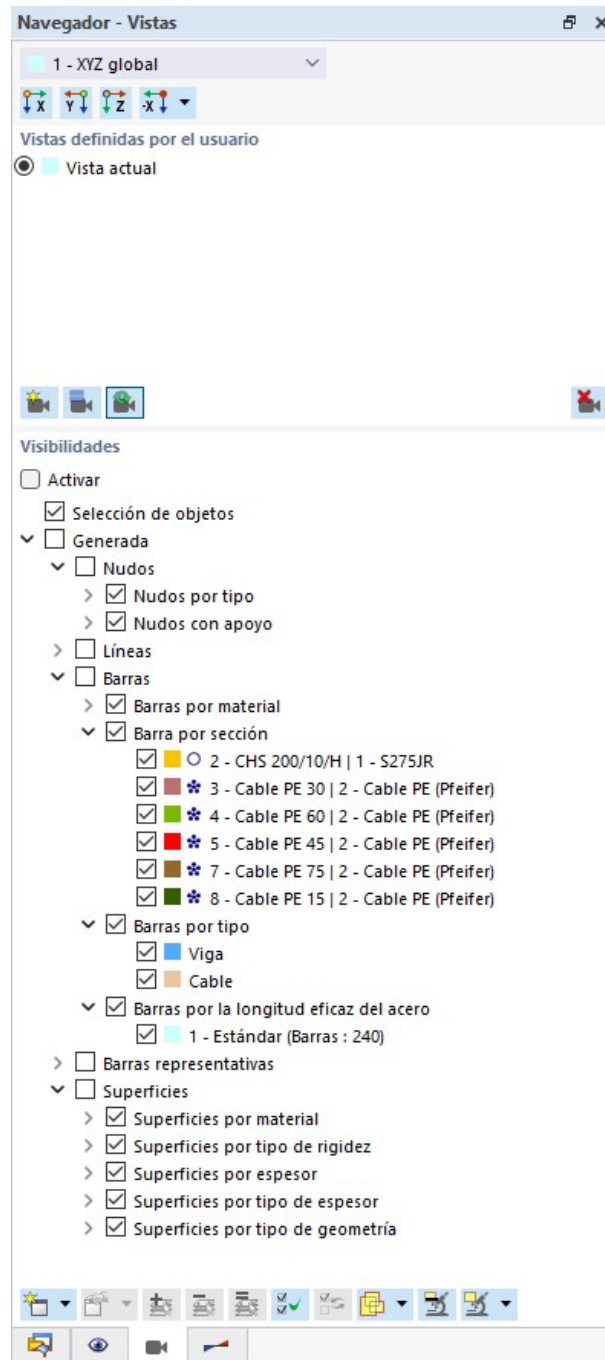 Navegador - Vistas
1 - XYZ global
X Y Z -X
Vistas definidas por el usuario
Vista actual
Visibilidades
Activar
Selección de objetos
Generada
Nudos
Nudos por tipo
Nudos con apoyo
Líneas
Barras
Barras por material
Barra por sección
2 - CHS 200/10/H | 1 - S275JR
3 - Cable PE 30 | 2 - Cable PE (Pfeifer)
4 - Cable PE 60 | 2 - Cable PE (Pfeifer)
5 - Cable PE 45 | 2 - Cable PE (Pfeifer)
7 - Cable PE 75 | 2 - Cable PE (Pfeifer)
8 - Cable PE 15 | 2 - Cable PE (Pfeifer)
Barras por tipo
Viga
Cable
Barras por la longitud eficaz del acero
1 - Estándar (Barras : 240)
Barras representativas
Superficies
Superficies por material
Superficies por tipo de rigidez
Superficies por espesor
Superficies por tipo de espesor
Superficies por tipo de geometría